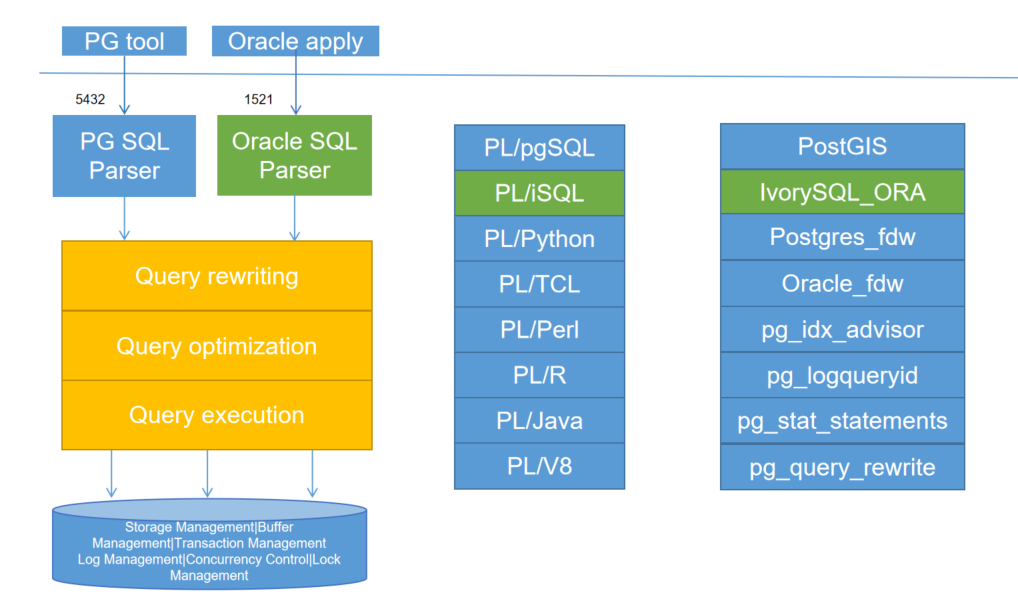 PG tool
Oracle apply
5432
1521
PG SQL
Parser
Oracle SQL
Parser
Query rewriting
Query optimization
Query execution
Storage Management|Buffer
Management|Transaction Management
Log Management|Concurrency Control|Lock
Management
PL/pgSQL
PL/iSQL
PL/Python
PL/TCL
PL/Perl
PL/R
PL/Java
PL/V8
PostGIS
IvorySQL_ORA
Postgres_fdw
Oracle_fdw
pg_idx_advisor
pg_logqueryid
pg_stat_statements
pg_query_rewrite